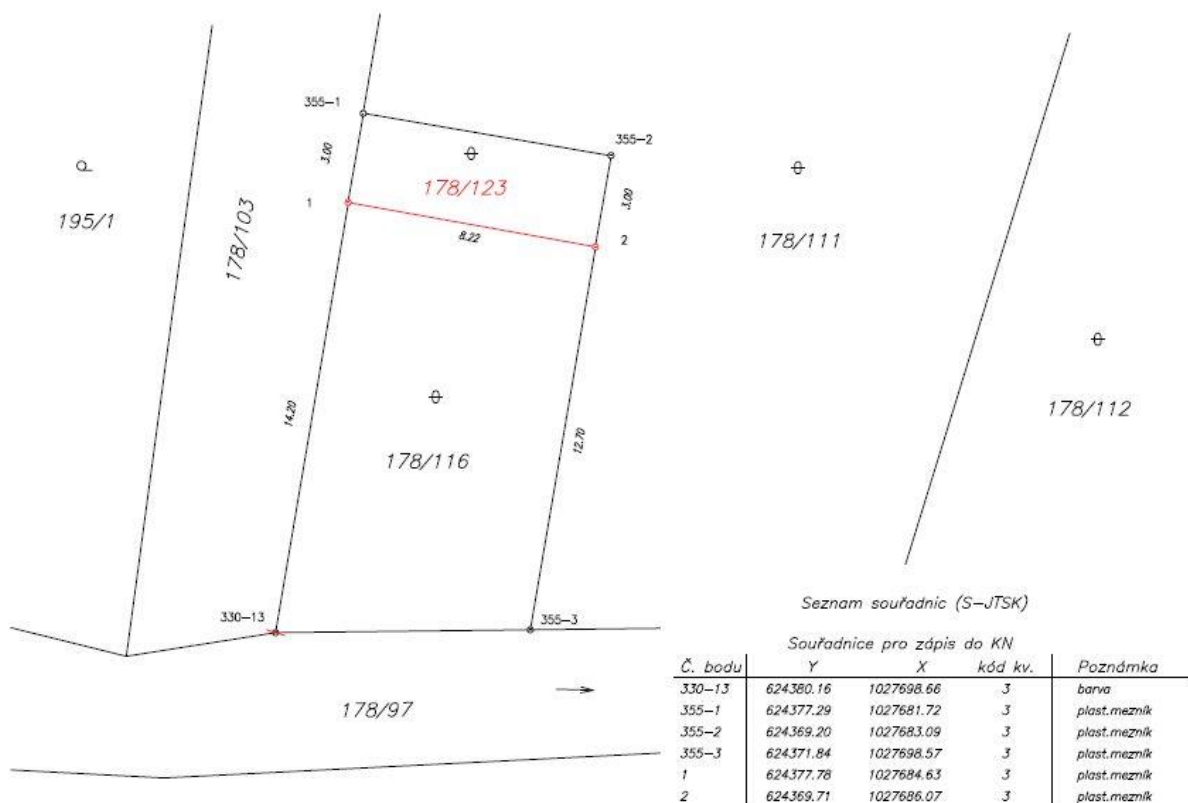 355-1
355-2
3.00
178/123
3.00
195/1
1
178/103
8.22
2
178/111
14.20
12.70
178/116
178/112
330-13
355-3
178/97
Seznam souřadnic (S-JTSK)
Souřadnice pro zápis do KN
Č. bodu Y X kód kv. Poznámka
330-13 624380.16 1027698.66 3 barva
355-1 624377.29 1027681.72 3 plast.mezník
355-2 624369.20 1027683.09 3 plast.mezník
355-3 624371.84 1027698.57 3 plast.mezník
1 624377.78 1027684.63 3 plast.mezník
2 624369.71 1027686.07 3 plast.mezník